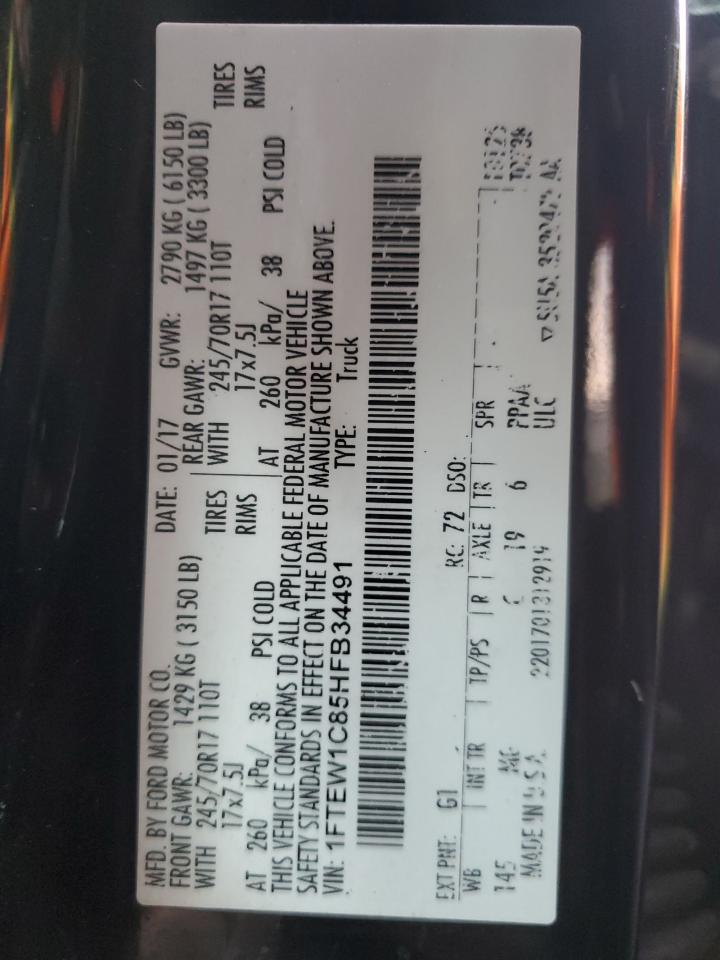 MFD. BY FORD MOTOR CO.
DATE: 01/17 GVWR: 2790 KG ( 6150 LB)
FRONT GAWR: 1429 KG ( 3150 LB)
REAR GAWR: 1497 KG ( 3300 LB)
WITH 245/70R17 110T TIRES
WITH 245/70R17 110T TIRES
17x7.5J RIMS
17x7.5J RIMS
AT 260 kPa/ 38 PSI COLD
AT 260 kPa/ 38 PSI COLD
THIS VEHICLE CONFORMS TO ALL APPLICABLE FEDERAL MOTOR VEHICLE
SAFETY STANDARDS IN EFFECT ON THE DATE OF MANUFACTURE SHOWN ABOVE.
VIN: 1FTEW1C85HFB34491
TYPE: Truck
EXT PNT: G1 RC: 72 DSO:
WB INT TR TP/PS R AXLE TR SPR
145 19 6 PPAA
MADE IN U S A
ULC